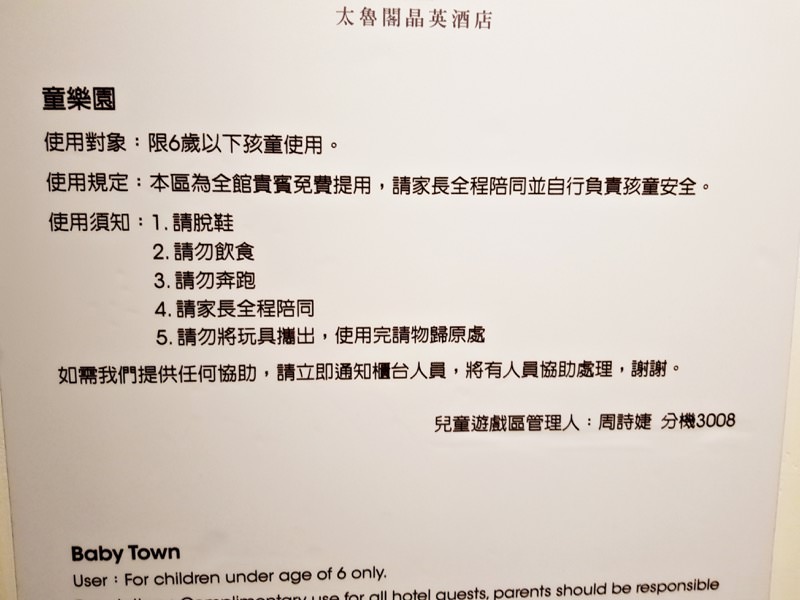 太魯閣晶英酒店
童樂園
使用對象：限6歲以下孩童使用。
使用規定：本區為全館貴賓免費提用，請家長全程陪同並自行負責孩童安全。
使用須知：1. 請脫鞋
2. 請勿飲食
3. 請勿奔跑
4. 請家長全程陪同
5. 請勿將玩具攜出，使用完請物歸原處
如需我們提供任何協助，請立即通知櫃台人員，將有人員協助處理，謝謝。
兒童遊戲區管理人：周詩婕 分機3008
Baby Town
User：For children under age of 6 only.
Complimentary use for all hotel guests, parents should be responsible